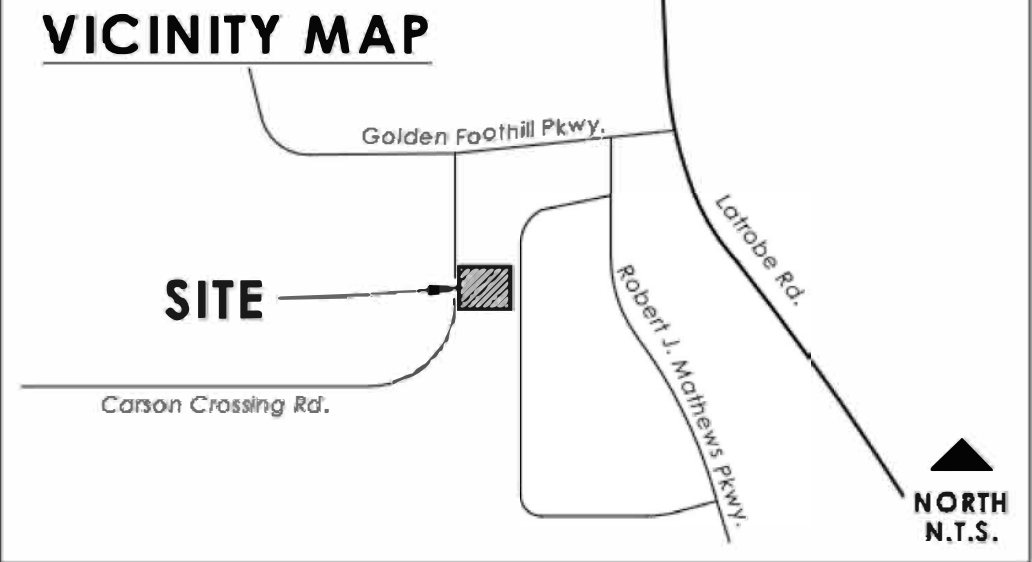 VICINITY MAP
Golden Foothill Pkwy.
Latrobe Rd.
SITE
Robert J. Mathews Pkwy.
Carson Crossing Rd.
NORTH
N.T.S.